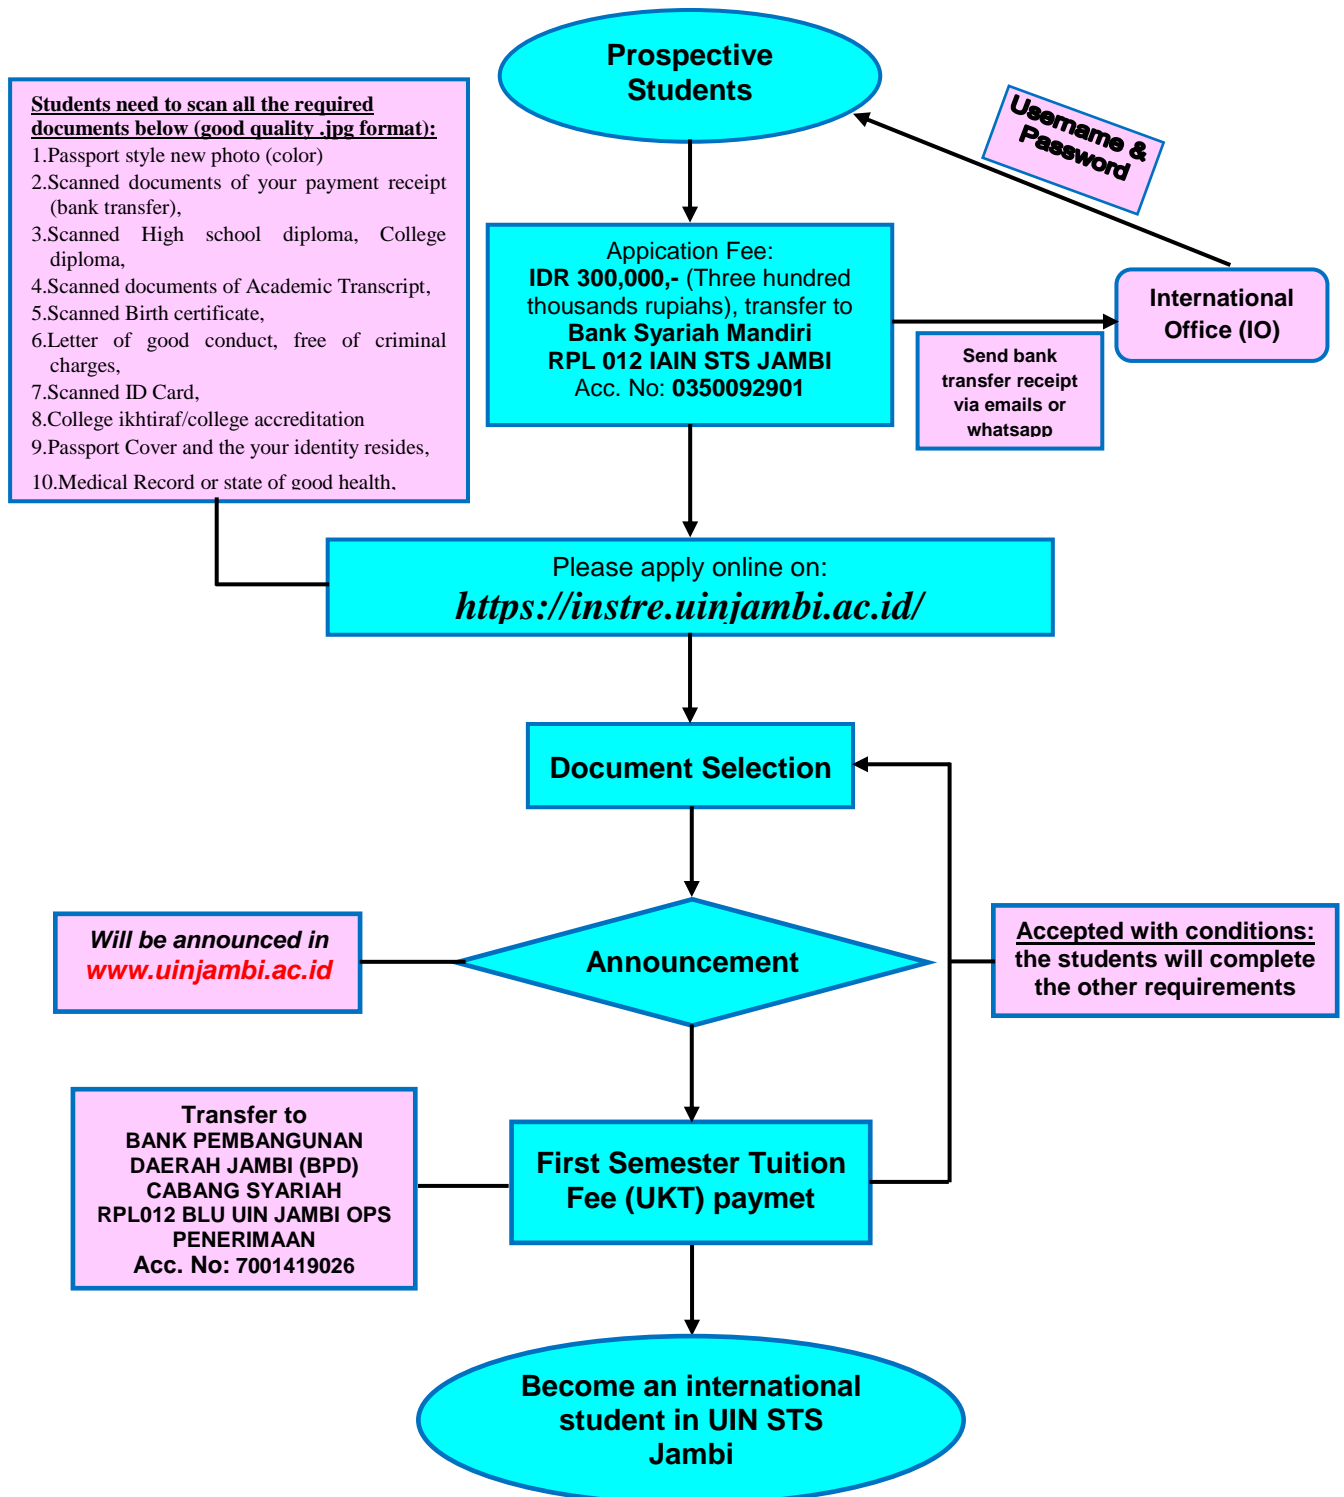 Prospective
Students
Username &
Password
Students need to scan all the required
documents below (good quality .jpg format):
1.Passport style new photo (color)
2.Scanned documents of your payment receipt
(bank transfer),
3.Scanned High school diploma, College
diploma,
4.Scanned documents of Academic Transcript,
5.Scanned Birth certificate,
6.Letter of good conduct, free of criminal
charges,
7.Scanned ID Card,
8.College ikhtiraf/college accreditation
9.Passport Cover and the your identity resides,
10.Medical Record or state of good health,
Appication Fee:
IDR 300,000,- (Three hundred
thousands rupiahs), transfer to
Bank Syariah Mandiri
RPL 012 IAIN STS JAMBI
Acc. No: 0350092901
International
Office (IO)
Send bank
transfer receipt
via emails or
whatsapp
Please apply online on:
https://instre.uinjambi.ac.id/
Document Selection
Will be announced in
www.uinjambi.ac.id
Announcement
Accepted with conditions:
the students will complete
the other requirements
Transfer to
BANK PEMBANGUNAN
DAERAH JAMBI (BPD)
CABANG SYARIAH
RPL012 BLU UIN JAMBI OPS
PENERIMAAN
Acc. No: 7001419026
First Semester Tuition
Fee (UKT) paymet
Become an international
student in UIN STS
Jambi